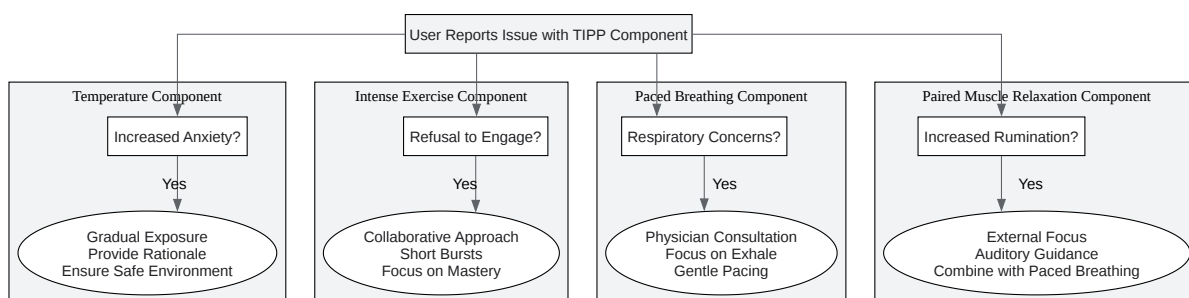 User Reports Issue with TIPP Component
Temperature Component
Increased Anxiety?
Yes
Gradual Exposure
Provide Rationale
Ensure Safe Environment
Intense Exercise Component
Refusal to Engage?
Yes
Collaborative Approach
Short Bursts
Focus on Mastery
Paced Breathing Component
Respiratory Concerns?
Yes
Physician Consultation
Focus on Exhale
Gentle Pacing
Paired Muscle Relaxation Component
Increased Rumination?
Yes
External Focus
Auditory Guidance
Combine with Paced Breathing